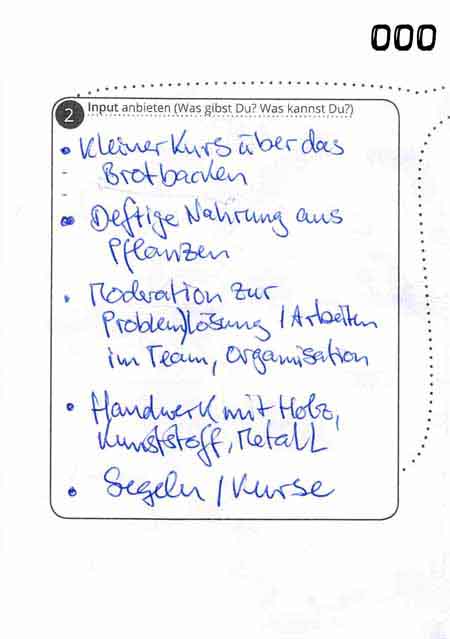 000
2 Input anbieten (Was gibst Du? Was kannst Du?)
• Kleiner Kurs über das
Brotbacken
• Deftige Nahrung aus
Pflanzen
• Moderation zur
Problemlösung / Arbeiten
im Team, Organisation
• Handwerk mit Holz,
Kunststoff, Metall
• Segeln / Kurse